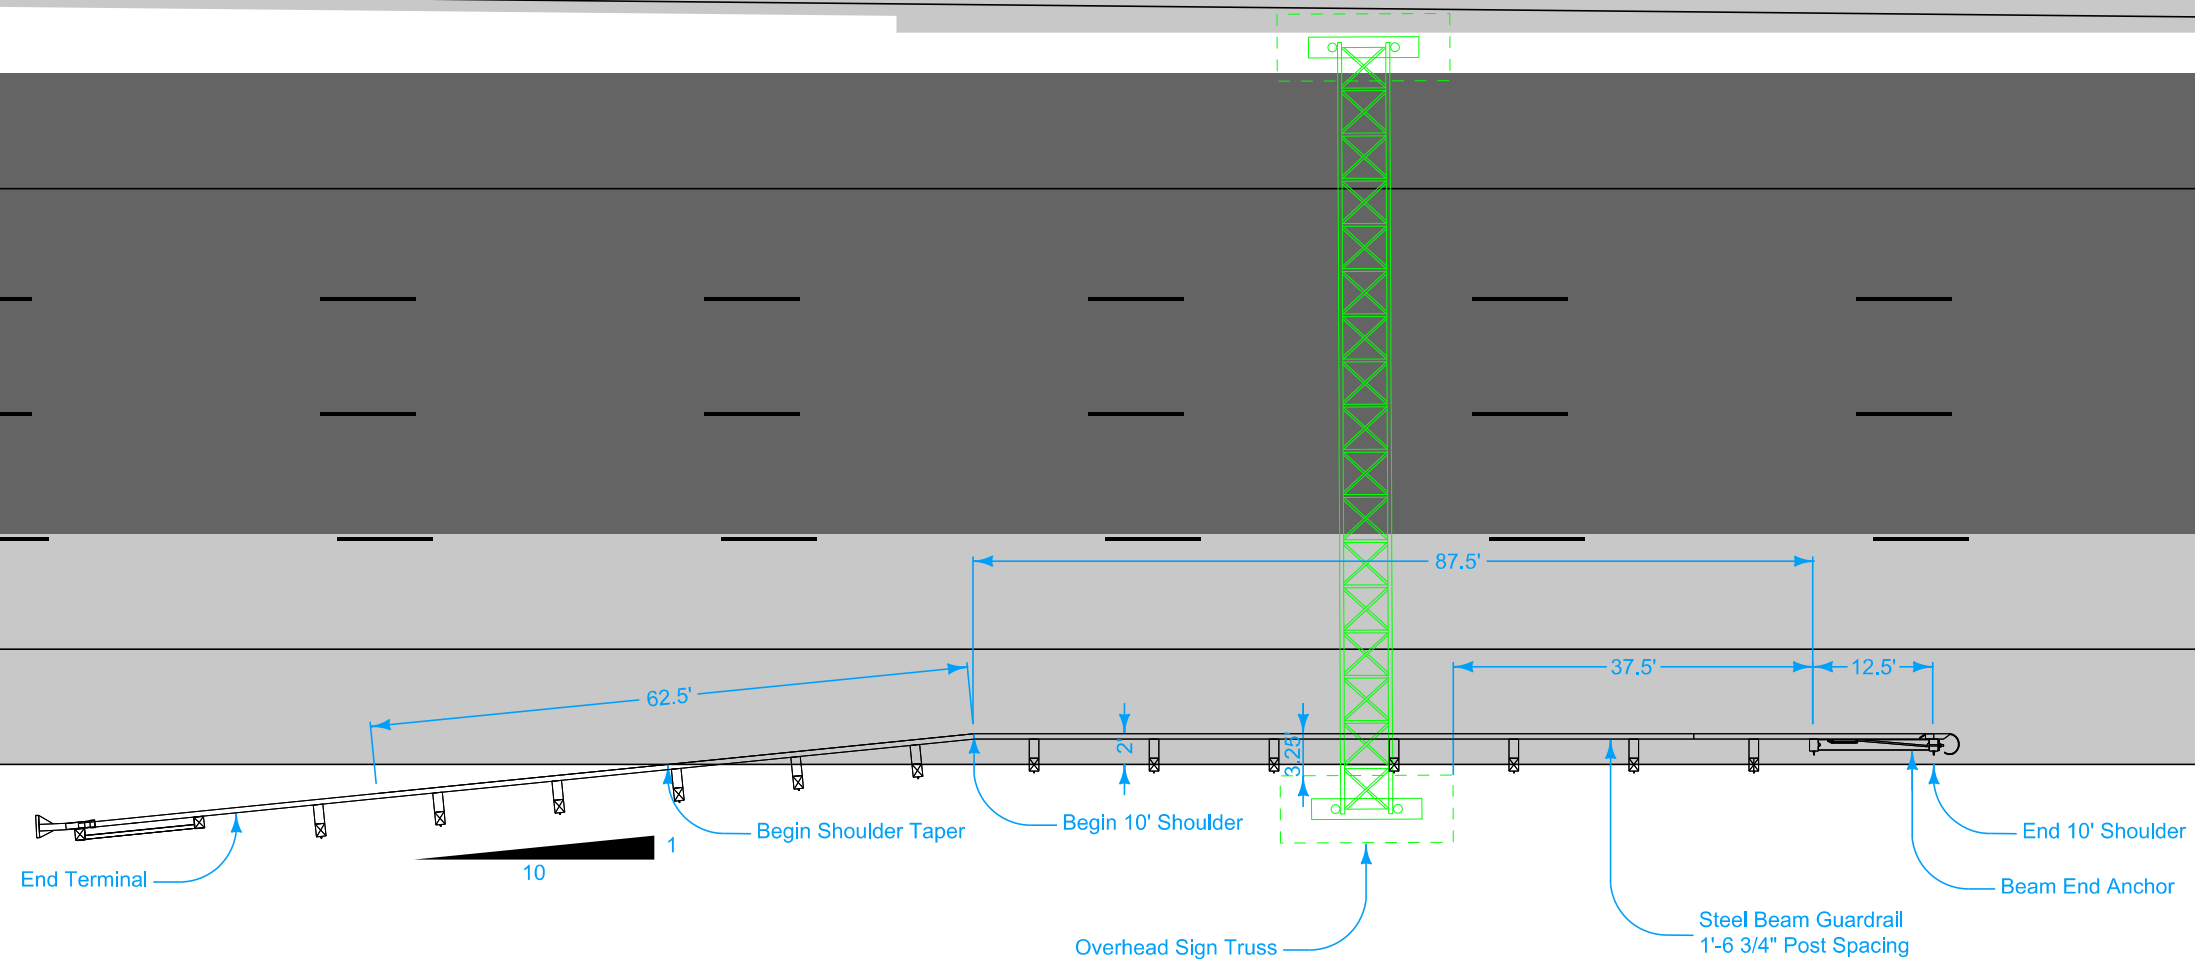 87.5'
62.5'
37.5'
12.5'
2'
3.25'
Begin Shoulder Taper
Begin 10' Shoulder
End 10' Shoulder
1
10
End Terminal
Beam End Anchor
Steel Beam Guardrail
1'-6 3/4" Post Spacing
Overhead Sign Truss